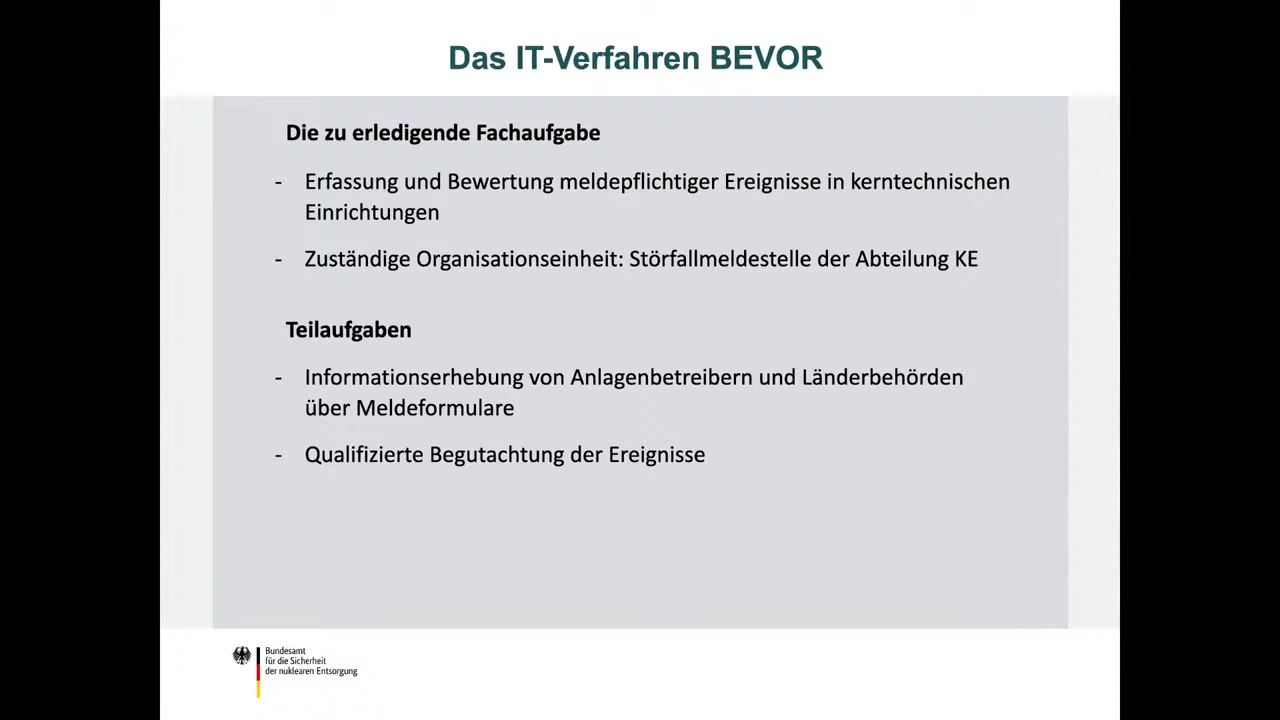 Das IT-Verfahren BEVOR
Die zu erledigende Fachaufgabe
- Erfassung und Bewertung meldepflichtiger Ereignisse in kerntechnischen
Einrichtungen
- Zuständige Organisationseinheit: Störfallmeldestelle der Abteilung KE
Teilaufgaben
- Informationserhebung von Anlagenbetreibern und Länderbehörden
über Meldeformulare
- Qualifizierte Begutachtung der Ereignisse
Bundesamt
für die Sicherheit
der nuklearen Entsorgung